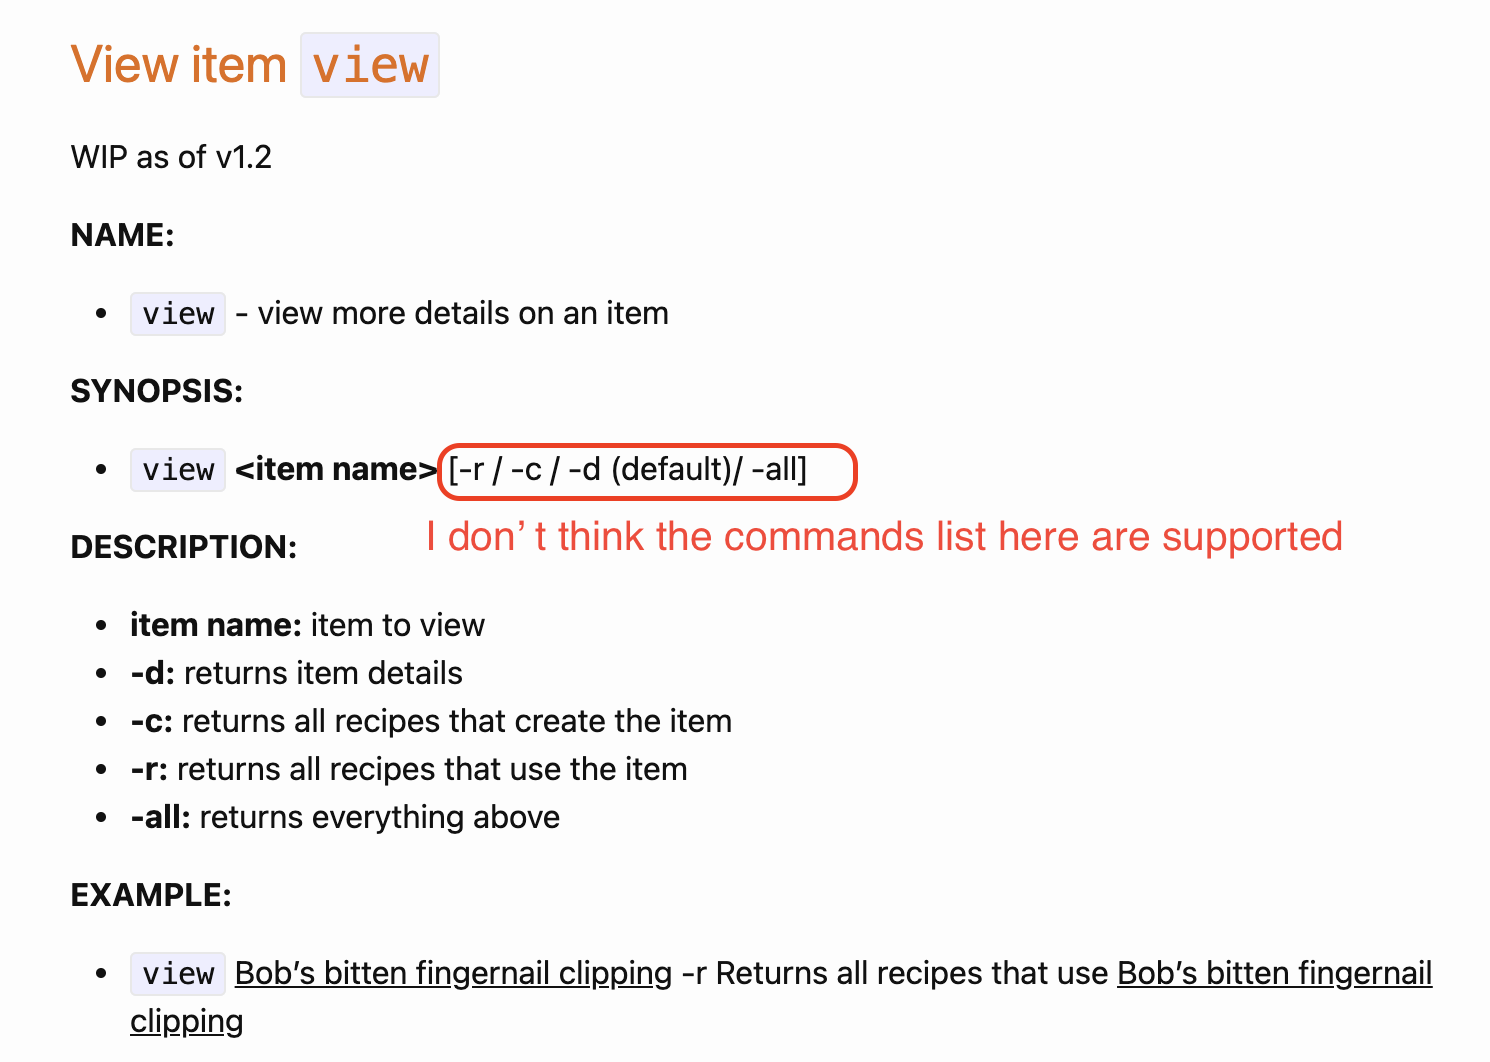 View item view
WIP as of v1.2
NAME:
• view - view more details on an item
SYNOPSIS:
• view <item name> [-r / -c / -d (default)/ -all]
I don’ t think the commands list here are supported
DESCRIPTION:
• item name: item to view
• -d: returns item details
• -c: returns all recipes that create the item
• -r: returns all recipes that use the item
• -all: returns everything above
EXAMPLE:
• view Bob’s bitten fingernail clipping -r Returns all recipes that use Bob’s bitten fingernail
clipping